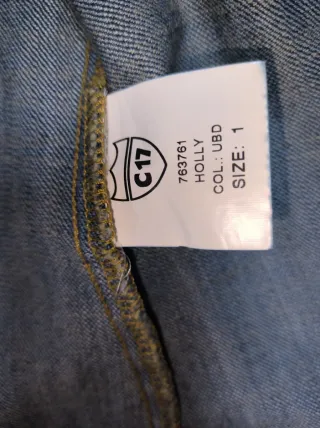 C17
763761
HOLLY
COL.: UBD
SIZE: 1